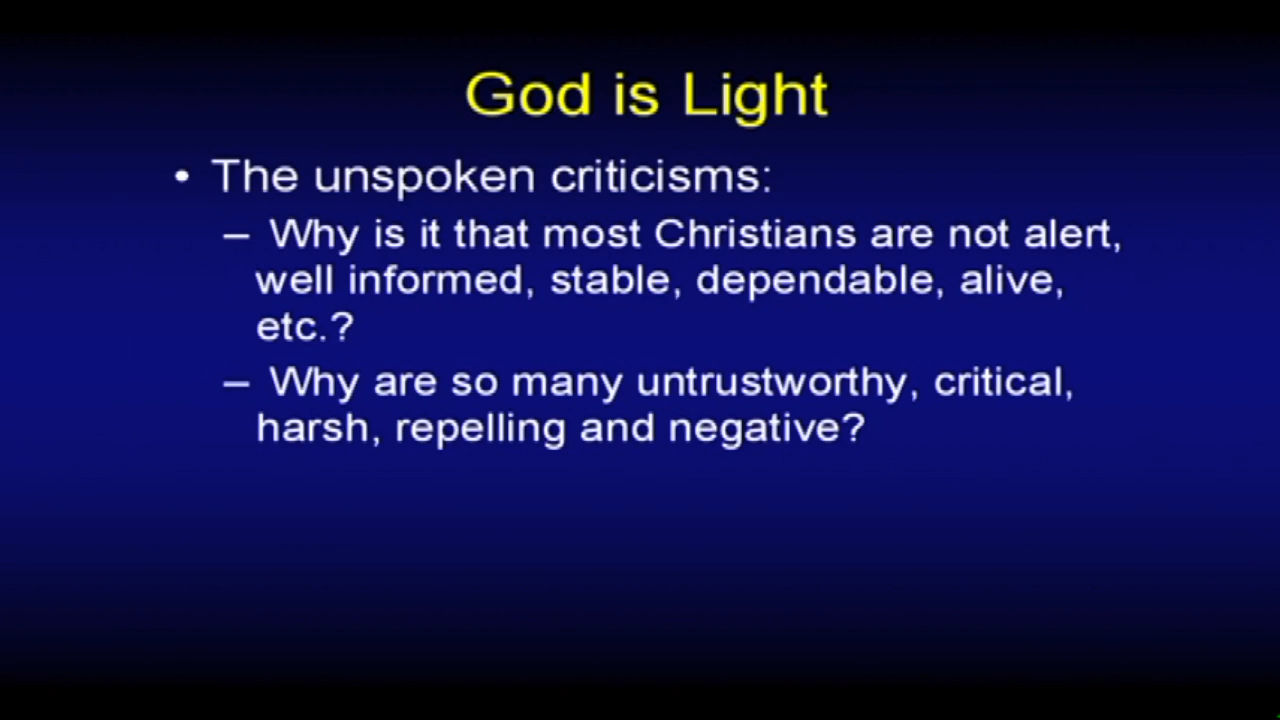 God is Light
• The unspoken criticisms:
– Why is it that most Christians are not alert,
well informed, stable, dependable, alive,
etc.?
– Why are so many untrustworthy, critical,
harsh, repelling and negative?